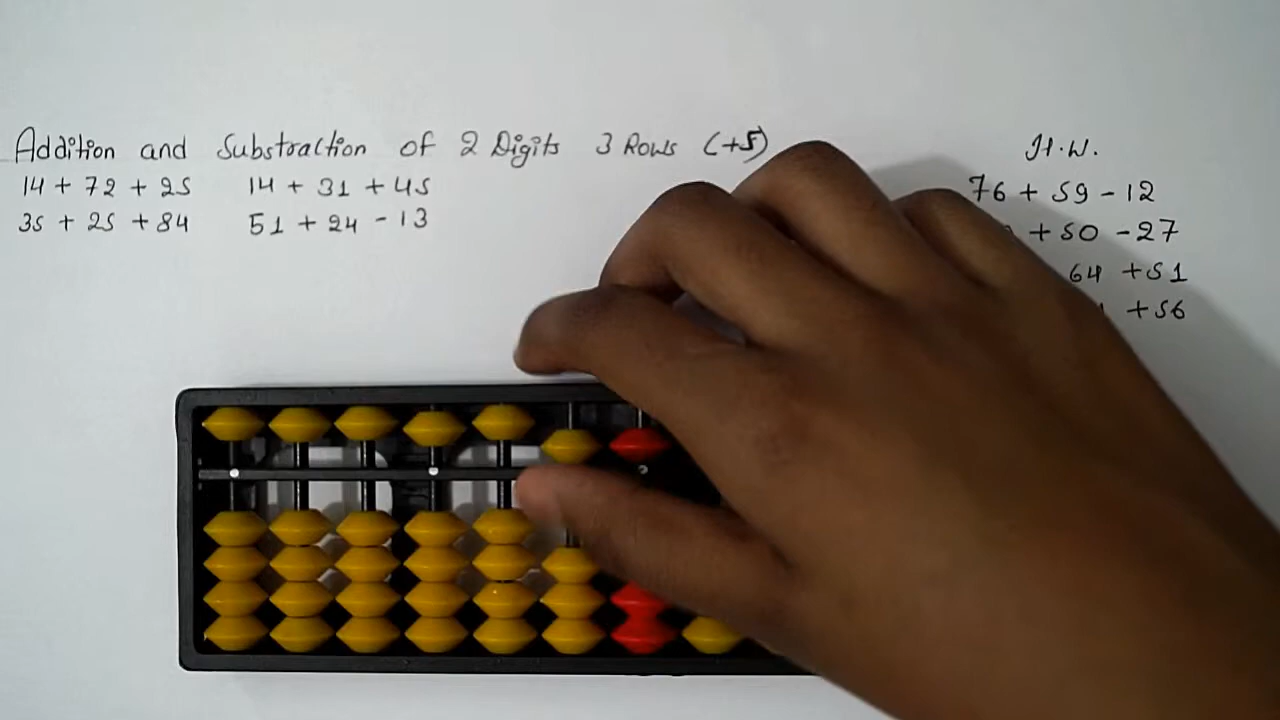 Addition and Substraction of 2 Digits 3 Rows (+5)
14 + 72 + 25 14 + 31 + 45
35 + 25 + 84 51 + 24 - 13
H.W.
76 + 59 - 12
+ 50 - 27
64 + 51
+ 56